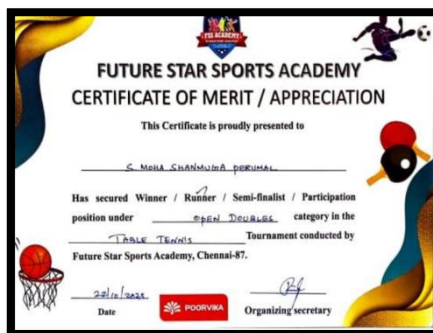 FSS ACADEMY
FUTURE STAR SPORTS ACADEMY
CERTIFICATE OF MERIT / APPRECIATION
This Certificate is proudly presented to
S MOHA SHANMUGA PERUMAL
Has secured Winner / Runner / Semi-finalist / Participation
position under OPEN DOUBLES category in the
TABLE TENNIS Tournament conducted by
Future Star Sports Academy, Chennai-87.
Date
POORVIKA
Organizing secretary